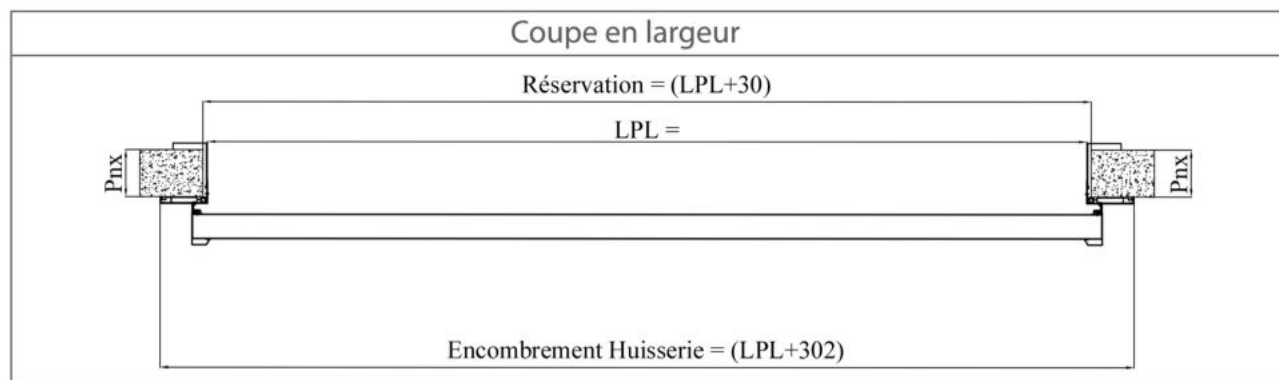 Coupe en largeur
Réservation = (LPL+30)
LPL =
Pnx
Pnx
Encombrement Huisserie = (LPL+302)